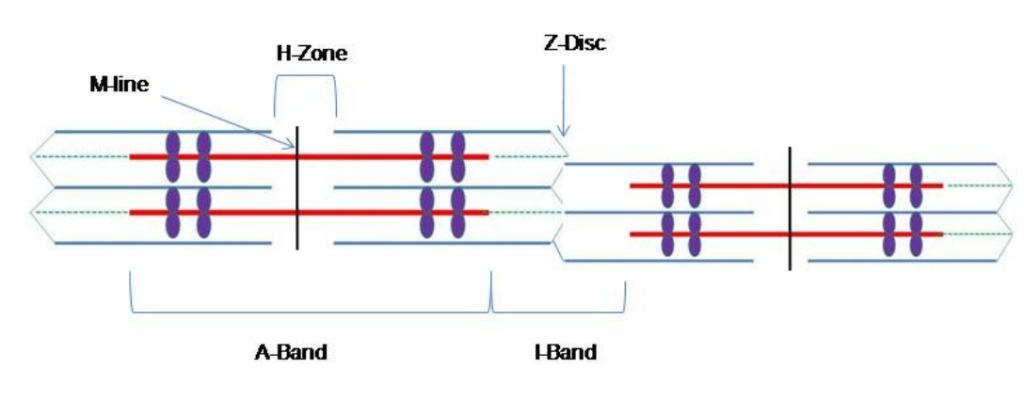 Z-Disc
H-Zone
M-line
A-Band
I-Band